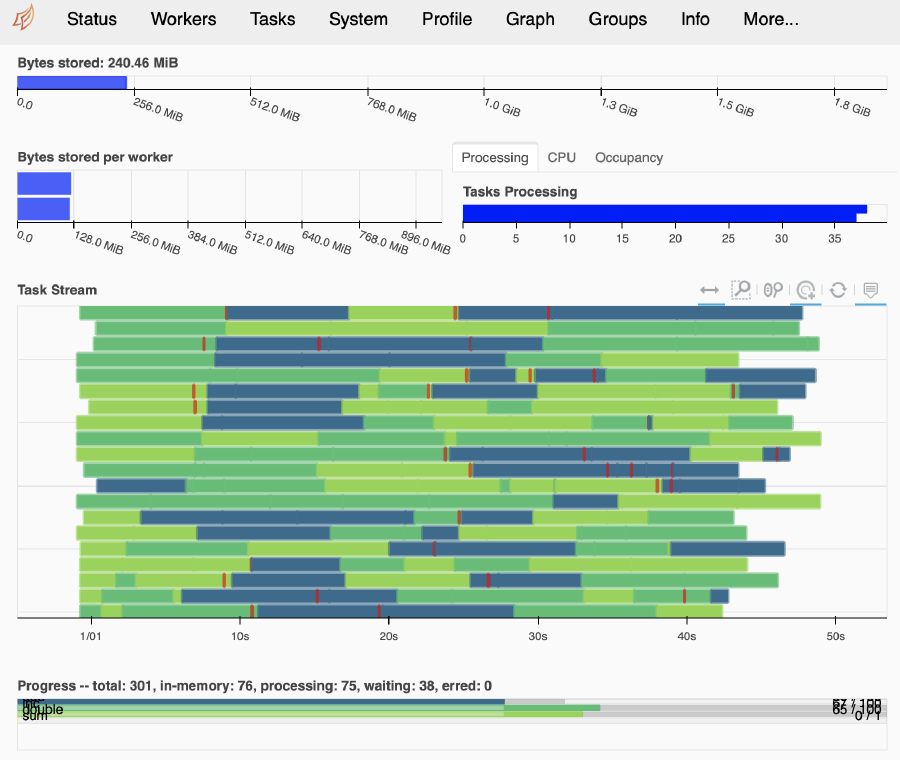 Status Workers Tasks System Profile Graph Groups Info More...
Bytes stored: 240.46 MiB
0.0 256.0 MiB 512.0 MiB 768.0 MiB 1.0 GiB 1.3 GiB 1.5 GiB 1.8 GiB
Bytes stored per worker
0.0 128.0 MiB 256.0 MiB 384.0 MiB 512.0 MiB 640.0 MiB 768.0 MiB 896.0 MiB
Processing CPU Occupancy
Tasks Processing
0 5 10 15 20 25 30 35
Task Stream
1/01 10s 20s 30s 40s 50s
Progress -- total: 301, in-memory: 76, processing: 75, waiting: 38, erred: 0
double 65 / 100
sum 0 / 1